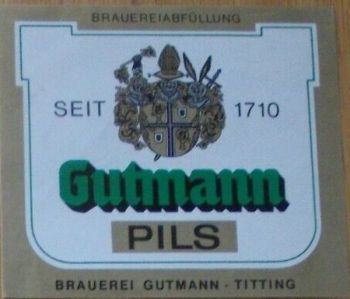 BRAUEREIABFÜLLUNG
SEIT 1710
Gutmann
PILS
BRAUEREI GUTMANN - TITTING